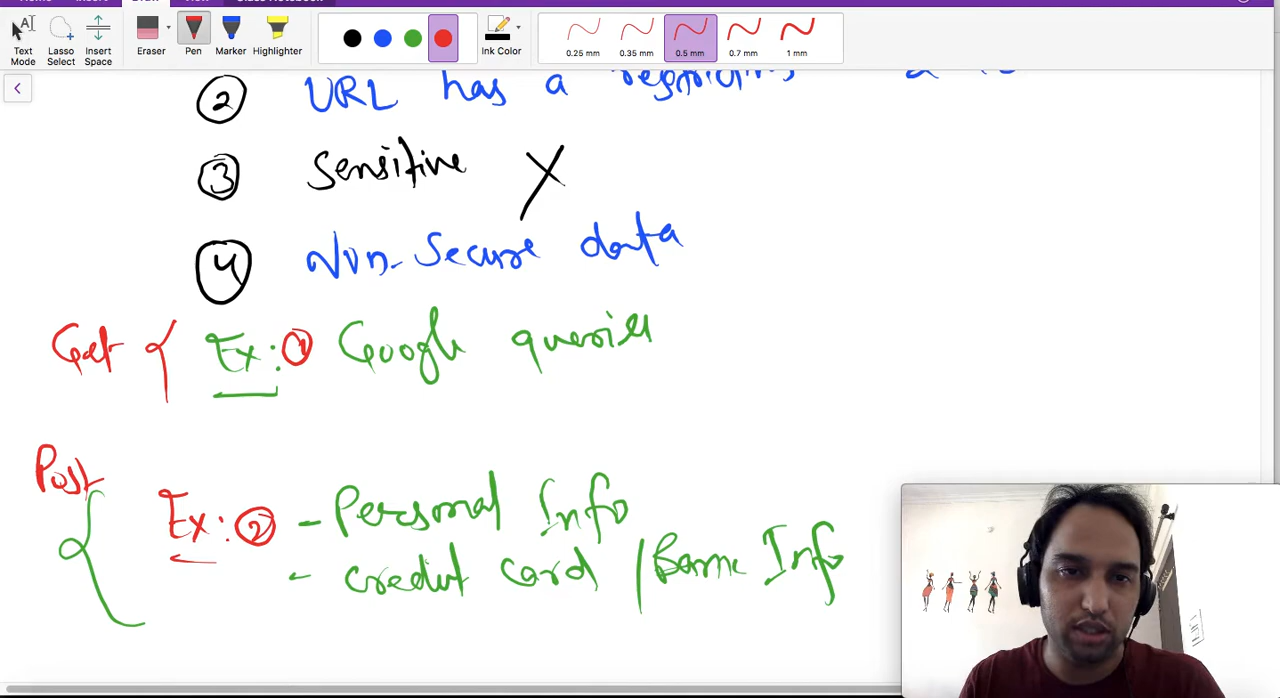 Text Mode
Lasso Select
Insert Space
Eraser
Pen
Marker
Highlighter
Ink Color
0.25 mm
0.35 mm
0.5 mm
0.7 mm
1 mm
② URL has a
③ Sensitive X
④ Non-Secure data
Get { Ex: ① Google queries
Post
{ Ex: ② - Personal Info
- credit card / Bank Info